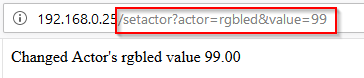 192.168.0.25/setactor?actor=rgbled&value=99
Changed Actor's rgbled value 99.00